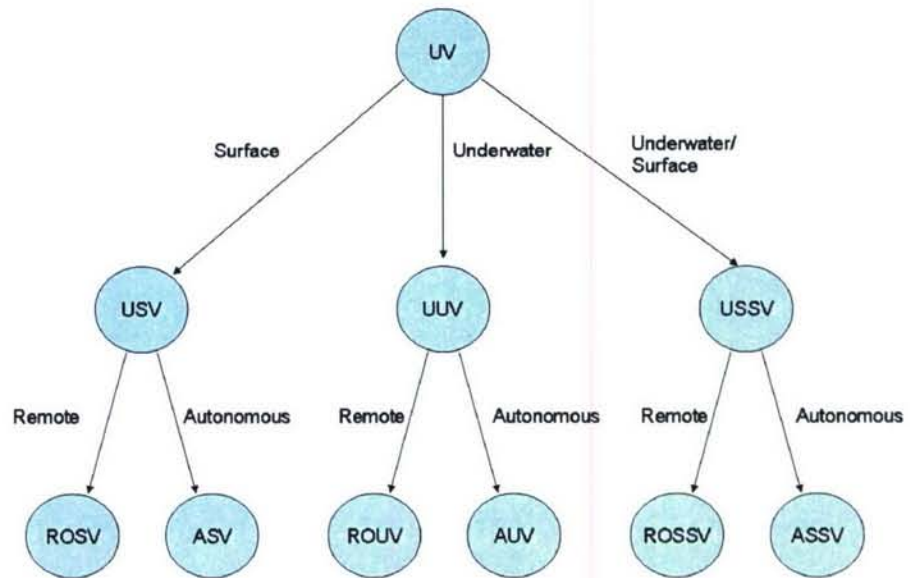 UV
Surface
Underwater
Underwater/
Surface
USV
UUV
USSV
Remote
Autonomous
Remote
Autonomous
Remote
Autonomous
ROSV
ASV
ROUV
AUV
ROSSV
ASSV